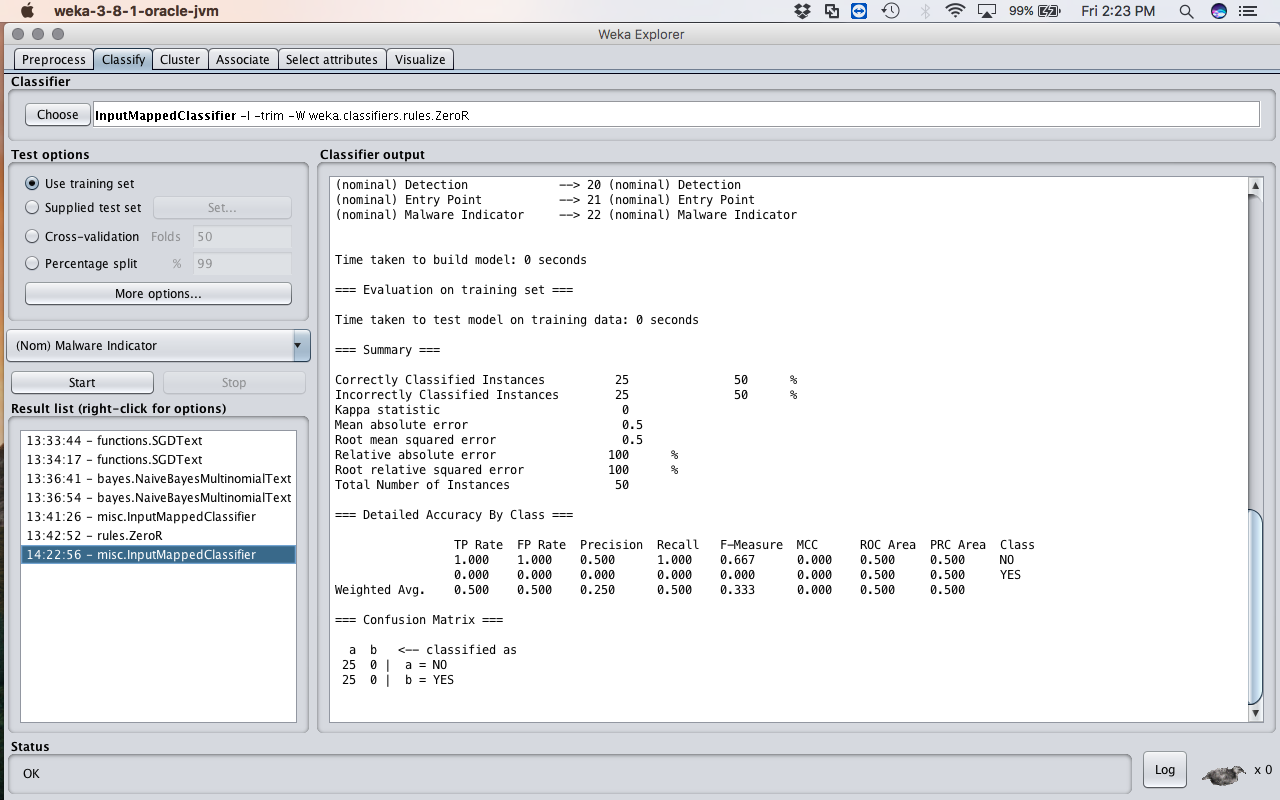 weka-3-8-1-oracle-jvm 99% Fri 2:23 PM
Weka Explorer
Preprocess Classify Cluster Associate Select attributes Visualize
Classifier
Choose InputMappedClassifier -I -trim -W weka.classifiers.rules.ZeroR
Test options
Use training set
Supplied test set Set...
Cross-validation Folds 50
Percentage split % 99
More options...
(Nom) Malware Indicator
Start Stop
Result list (right-click for options)
13:33:44 - functions.SGDText
13:34:17 - functions.SGDText
13:36:41 - bayes.NaiveBayesMultinomialText
13:36:54 - bayes.NaiveBayesMultinomialText
13:41:26 - misc.InputMappedClassifier
13:42:52 - rules.ZeroR
14:22:56 - misc.InputMappedClassifier
Classifier output
(nominal) Detection --> 20 (nominal) Detection
(nominal) Entry Point --> 21 (nominal) Entry Point
(nominal) Malware Indicator --> 22 (nominal) Malware Indicator
Time taken to build model: 0 seconds
=== Evaluation on training set ===
Time taken to test model on training data: 0 seconds
=== Summary ===
Correctly Classified Instances 25 50 %
Incorrectly Classified Instances 25 50 %
Kappa statistic 0
Mean absolute error 0.5
Root mean squared error 0.5
Relative absolute error 100 %
Root relative squared error 100 %
Total Number of Instances 50
=== Detailed Accuracy By Class ===
TP Rate FP Rate Precision Recall F-Measure MCC ROC Area PRC Area Class
1.000 1.000 0.500 1.000 0.667 0.000 0.500 0.500 NO
0.000 0.000 0.000 0.000 0.000 0.000 0.500 0.500 YES
Weighted Avg. 0.500 0.500 0.250 0.500 0.333 0.000 0.500 0.500
=== Confusion Matrix ===
a b <-- classified as
25 0 | a = NO
25 0 | b = YES
Status
OK
Log x 0